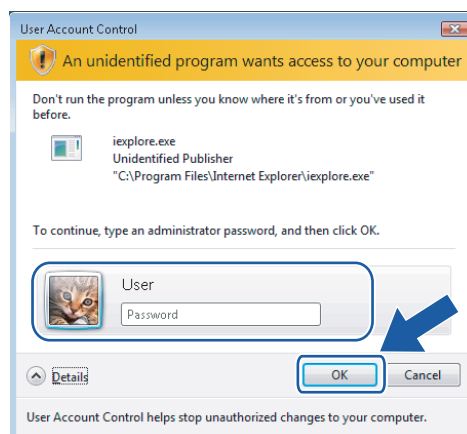 User Account Control
An unidentified program wants access to your computer
Don't run the program unless you know where it's from or you've used it
before.
iexplore.exe
Unidentified Publisher
"C:\Program Files\Internet Explorer\iexplore.exe"
To continue, type an administrator password, and then click OK.
User
Password
Details
OK
Cancel
User Account Control helps stop unauthorized changes to your computer.